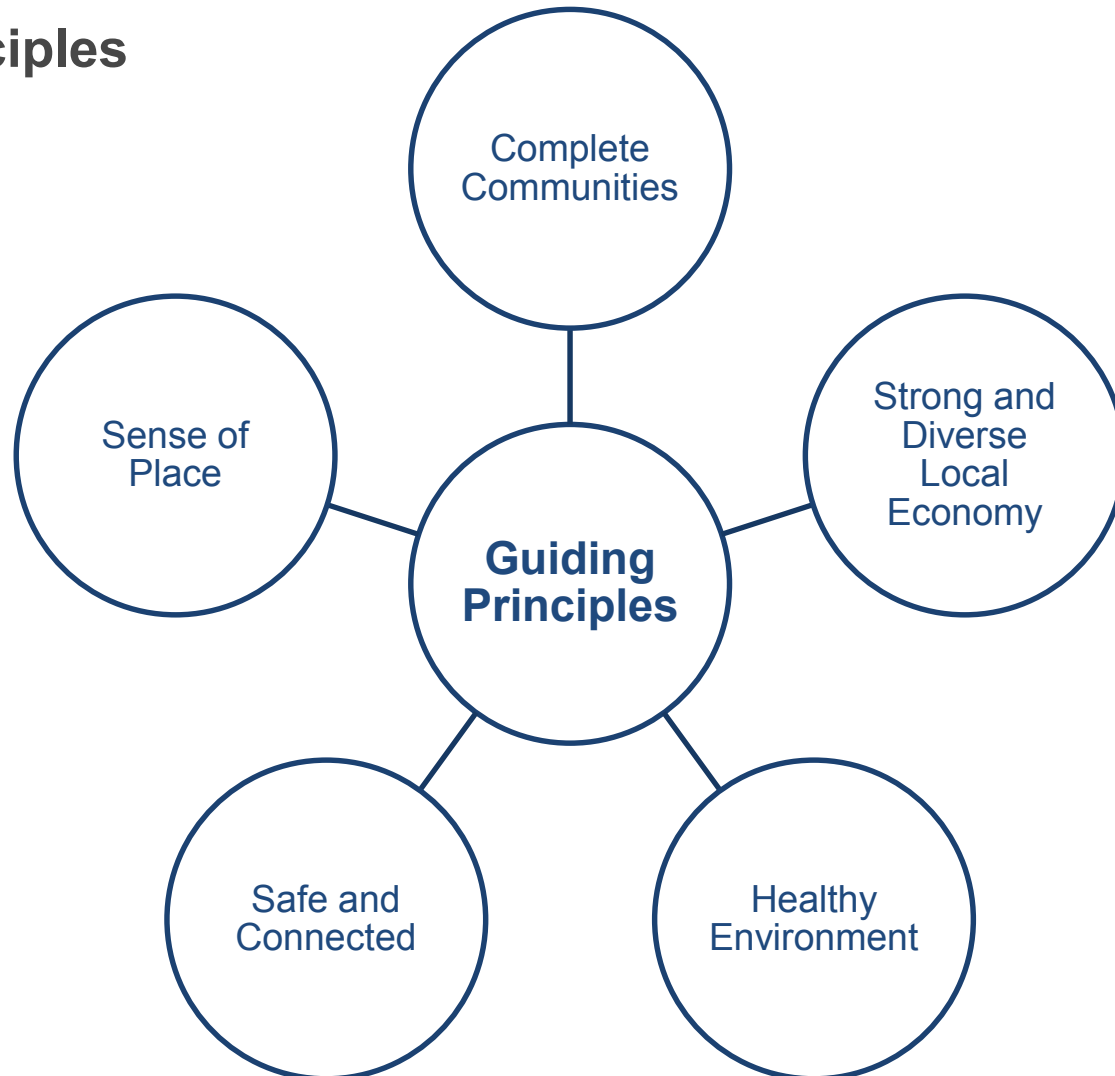 ciples
Complete
Communities
Strong and
Diverse
Local
Economy
Sense of
Place
Guiding
Principles
Safe and
Connected
Healthy
Environment